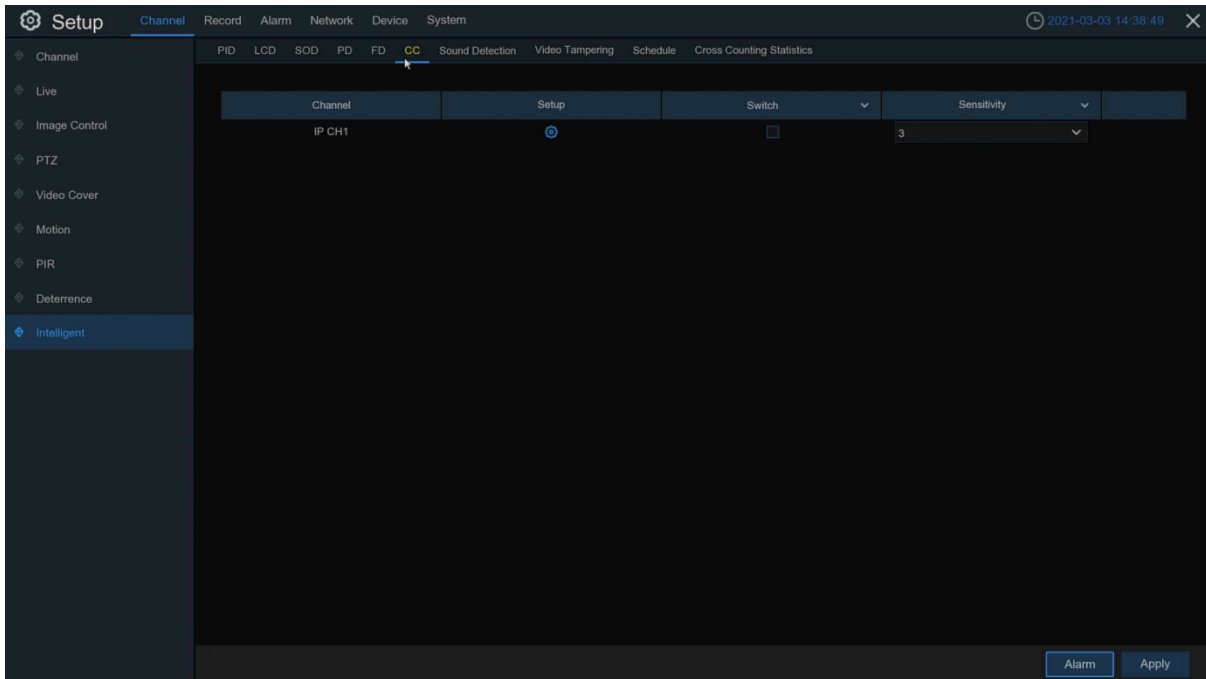 Setup Channel Record Alarm Network Device System 2021-03-03 14:38:49
PID LCD SOD PD FD CC Sound Detection Video Tampering Schedule Cross Counting Statistics
Channel
Live
Image Control
PTZ
Video Cover
Motion
PIR
Deterrence
Intelligent
Channel Setup Switch Sensitivity
IP CH1 3
Alarm Apply